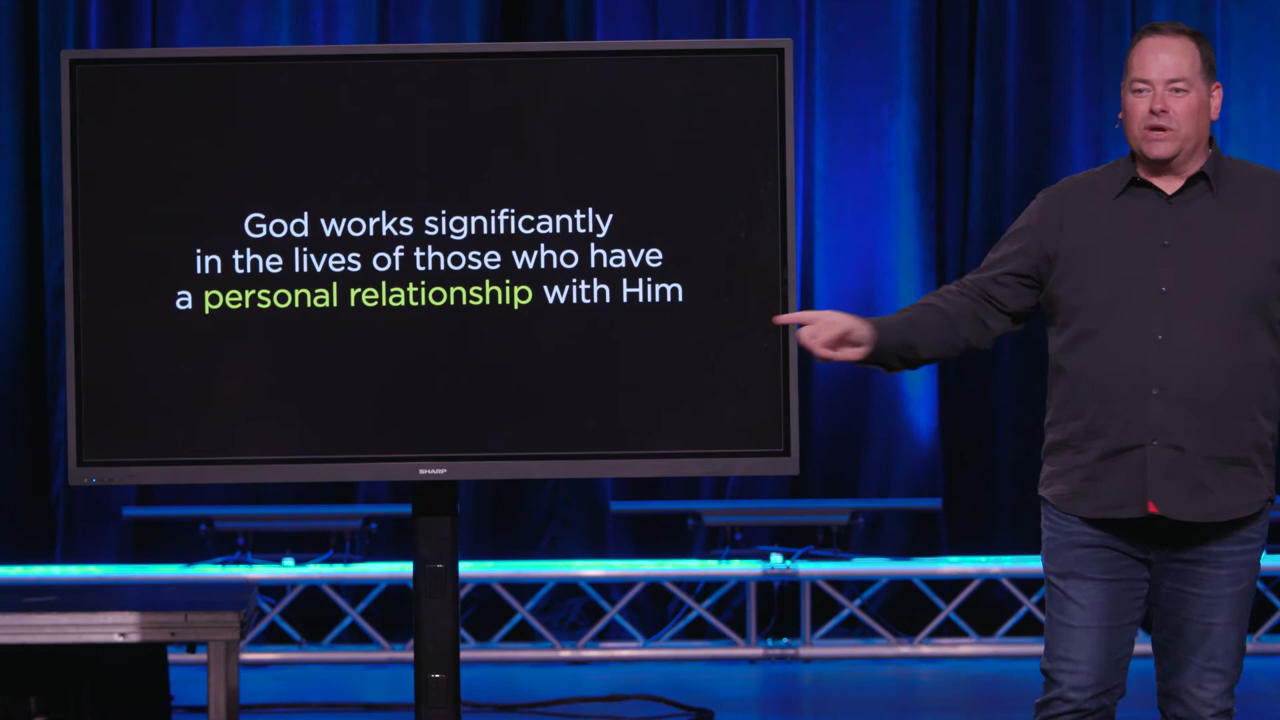 God works significantly
in the lives of those who have
a personal relationship with Him
SHARP